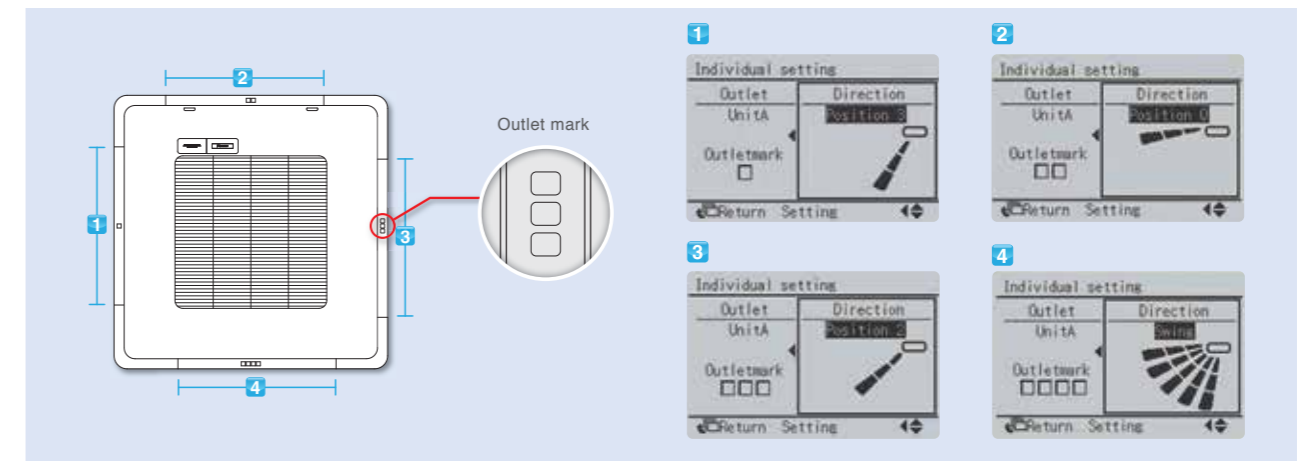 2
1
3
4
Outlet mark
1
Individual setting
Outlet
Direction
UnitA
Position 3
Outletmark
Return Setting
2
Individual setting
Outlet
Direction
UnitA
Position 0
Outletmark
Return Setting
3
Individual setting
Outlet
Direction
UnitA
Position 2
Outletmark
Return Setting
4
Individual setting
Outlet
Direction
UnitA
Swing
Outletmark
Return Setting